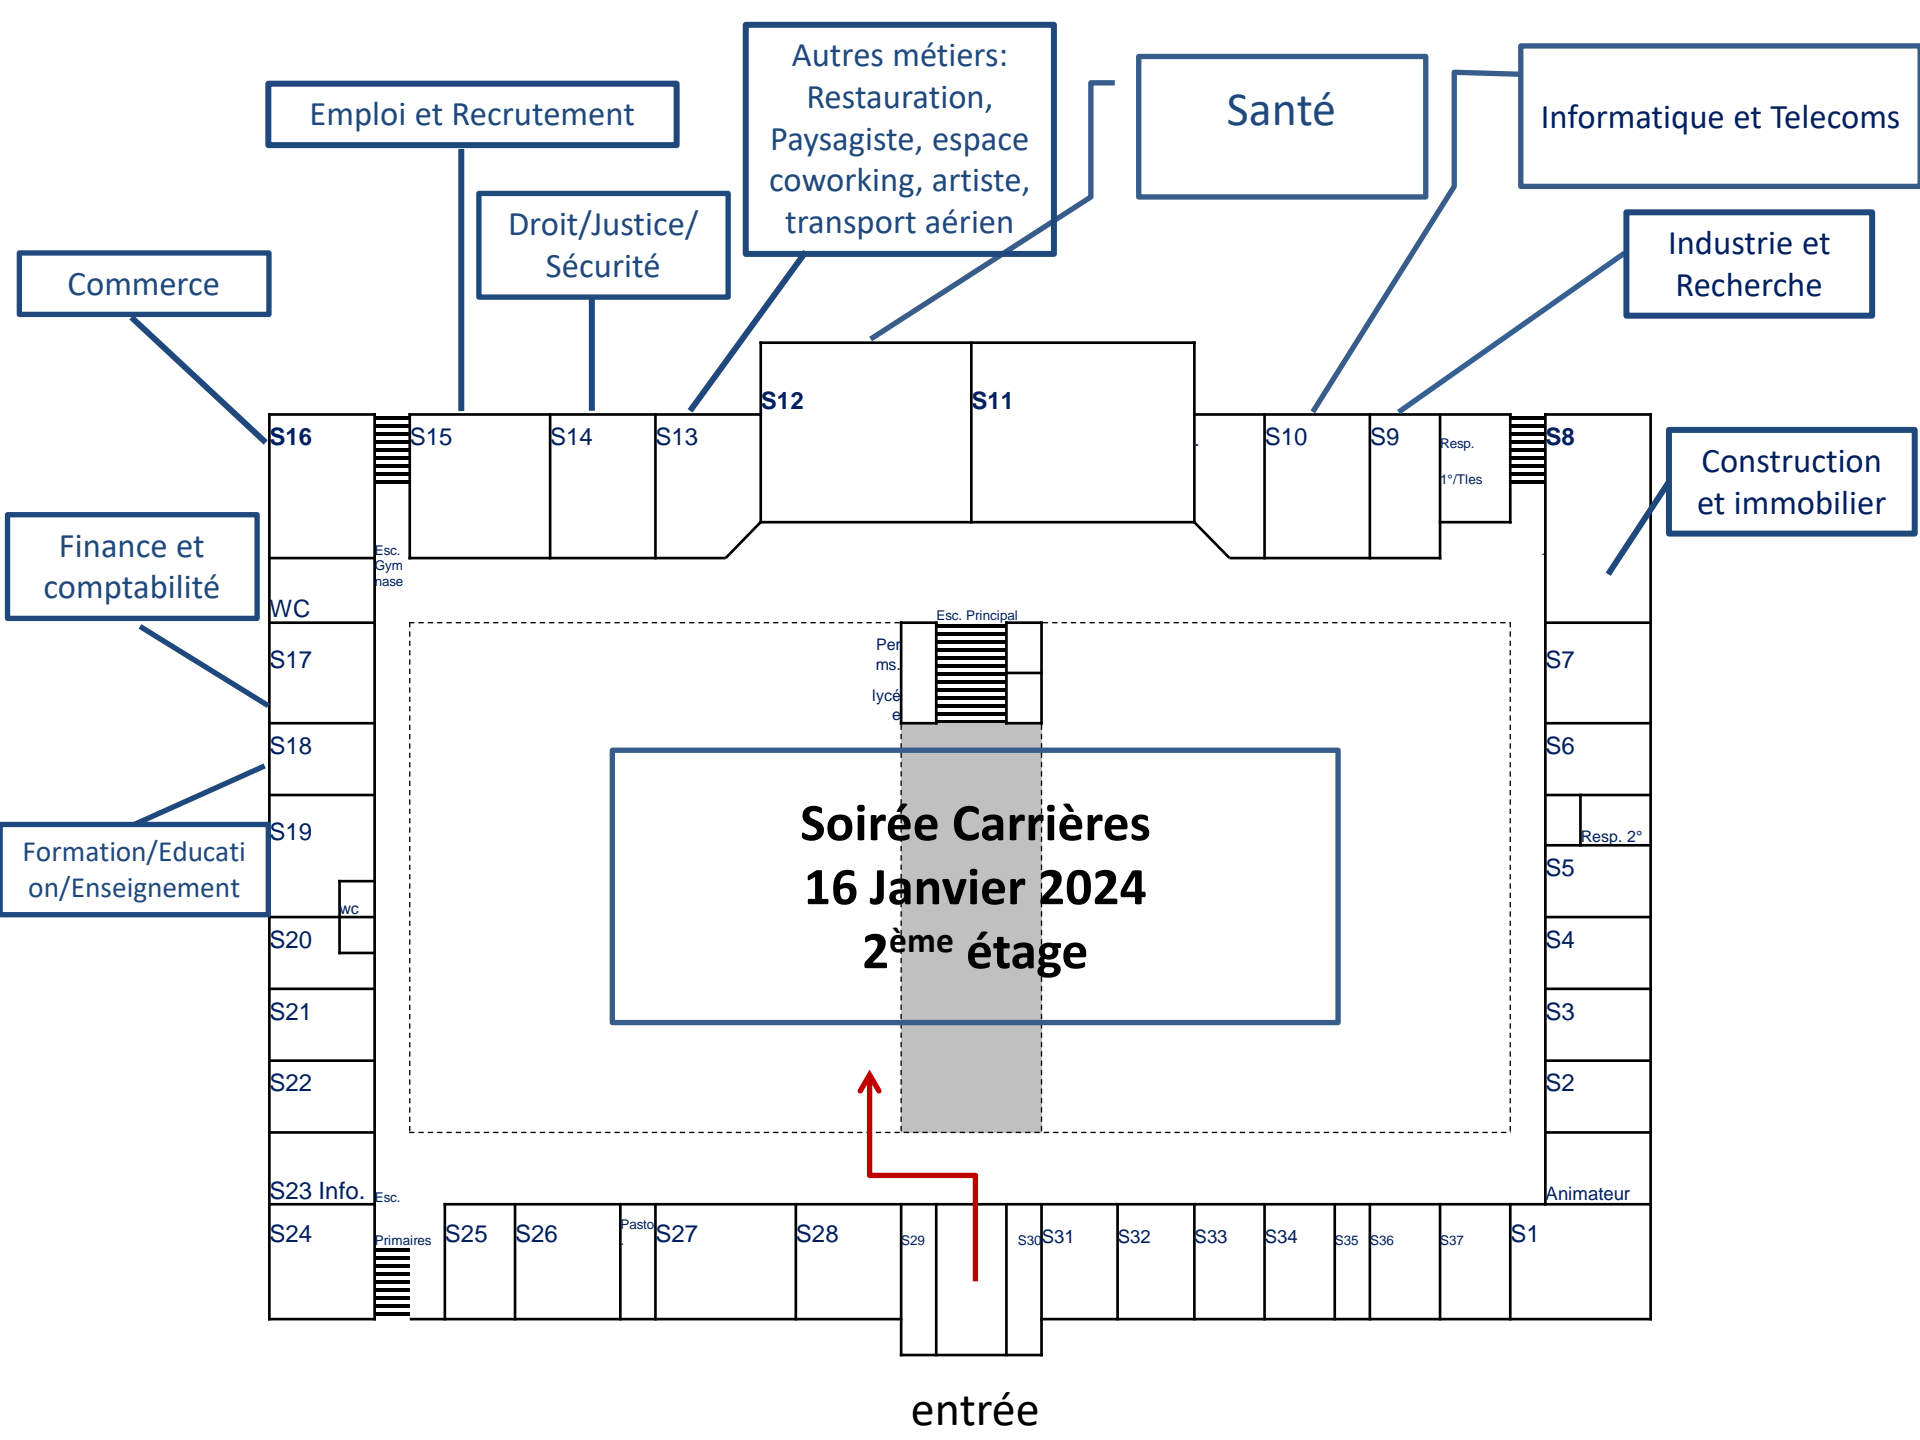 Autres métiers:
Restauration,
Paysagiste, espace
coworking, artiste,
transport aérien
Santé
Informatique et Telecoms
Emploi et Recrutement
Droit/Justice/
Sécurité
Industrie et
Recherche
Commerce
S12
S11
S16
S15
S14
S13
.
S10
S9
Resp.
1°/Tles
S8
Construction
et immobilier
Finance et
comptabilité
Esc.
Gym
nase
WC
Esc. Principal
Per
ms.
lycé
e
S17
S7
S18
S6
Formation/Educati
on/Enseignement
S19
Soirée Carrières
16 Janvier 2024
2ème étage
Resp. 2°
S5
wc
S20
S4
S21
S3
S22
S2
S23 Info.
Esc.
Primaires
Animateur
S24
S25
S26
Pasto
.
S27
S28
S29
S30
S31
S32
S33
S34
S35
S36
S37
S1
entrée